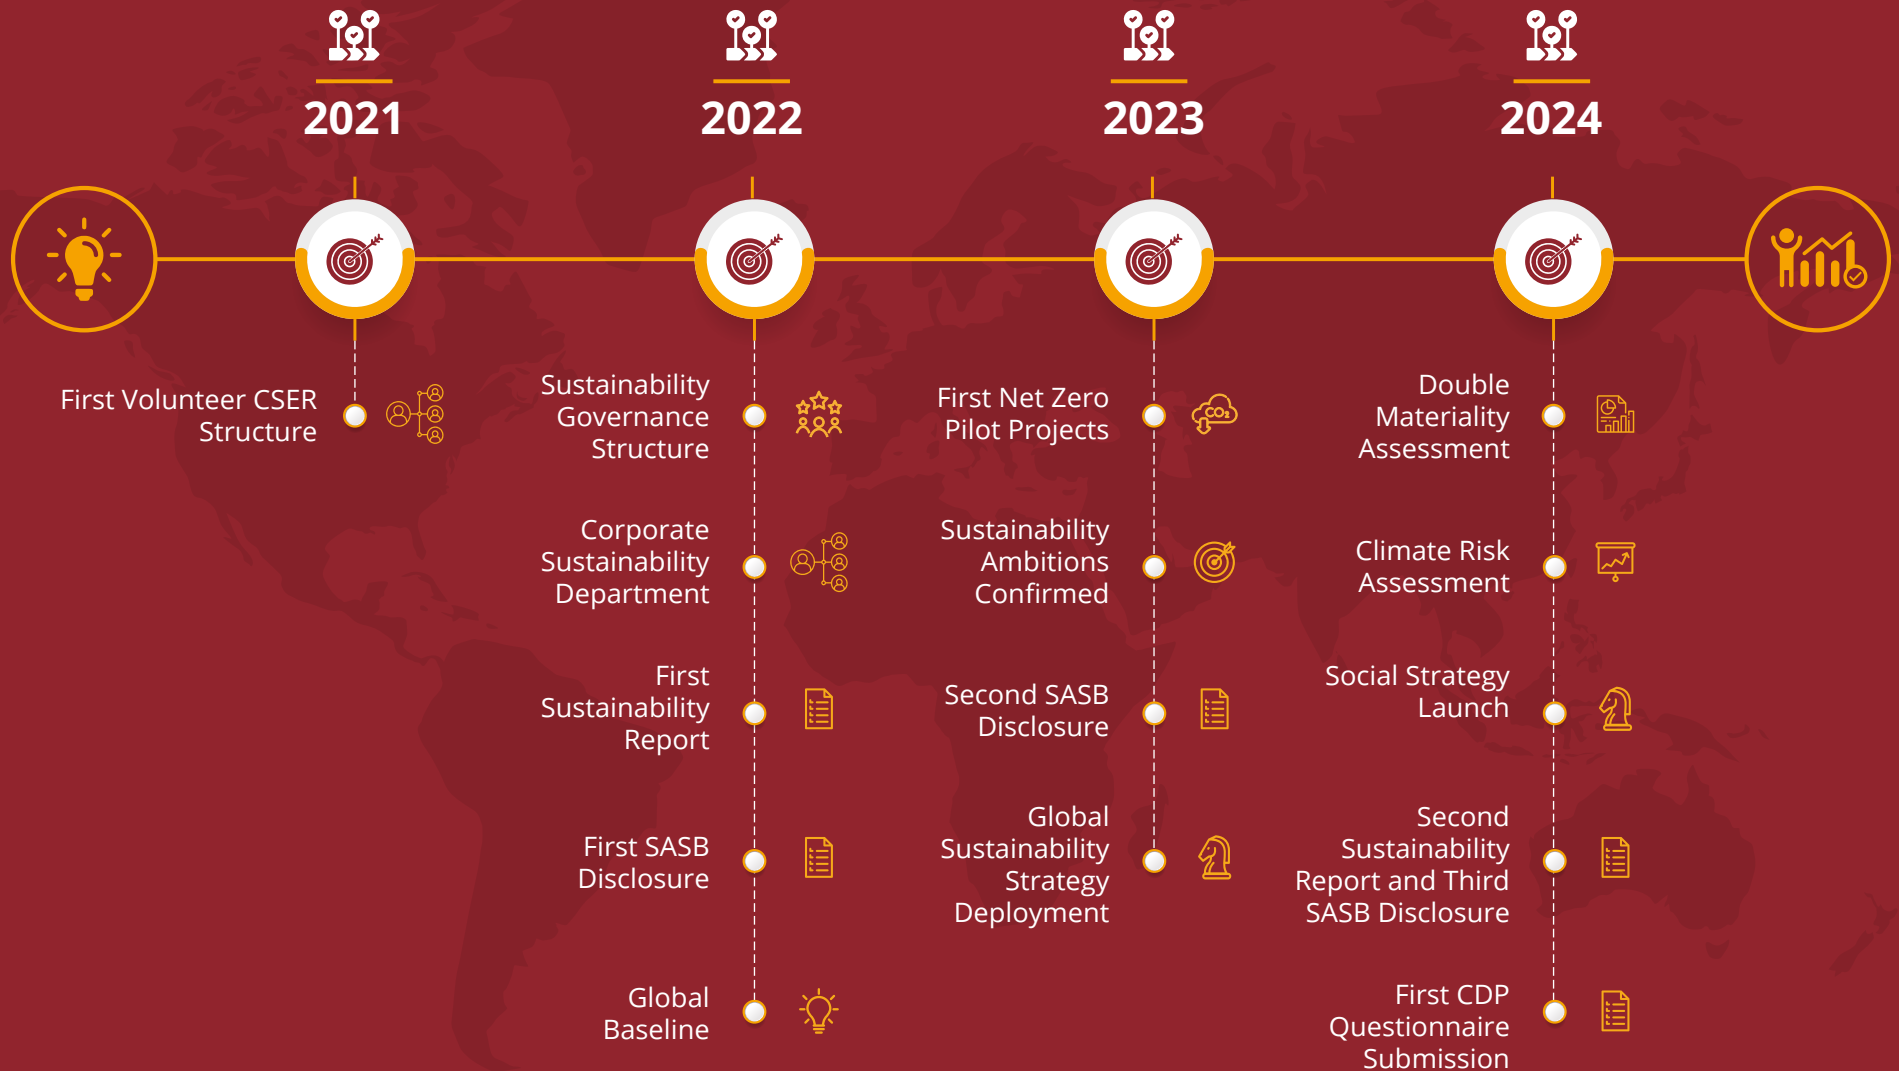 2021
First Volunteer CSER
Structure
2022
Sustainability
Governance
Structure
Corporate
Sustainability
Department
First
Sustainability
Report
First SASB
Disclosure
Global
Baseline
2023
First Net Zero
Pilot Projects
CO₂
Sustainability
Ambitions
Confirmed
Second SASB
Disclosure
Global
Sustainability
Strategy
Deployment
2024
Double
Materiality
Assessment
Climate Risk
Assessment
Social Strategy
Launch
Second
Sustainability
Report and Third
SASB Disclosure
First CDP
Questionnaire
Submission